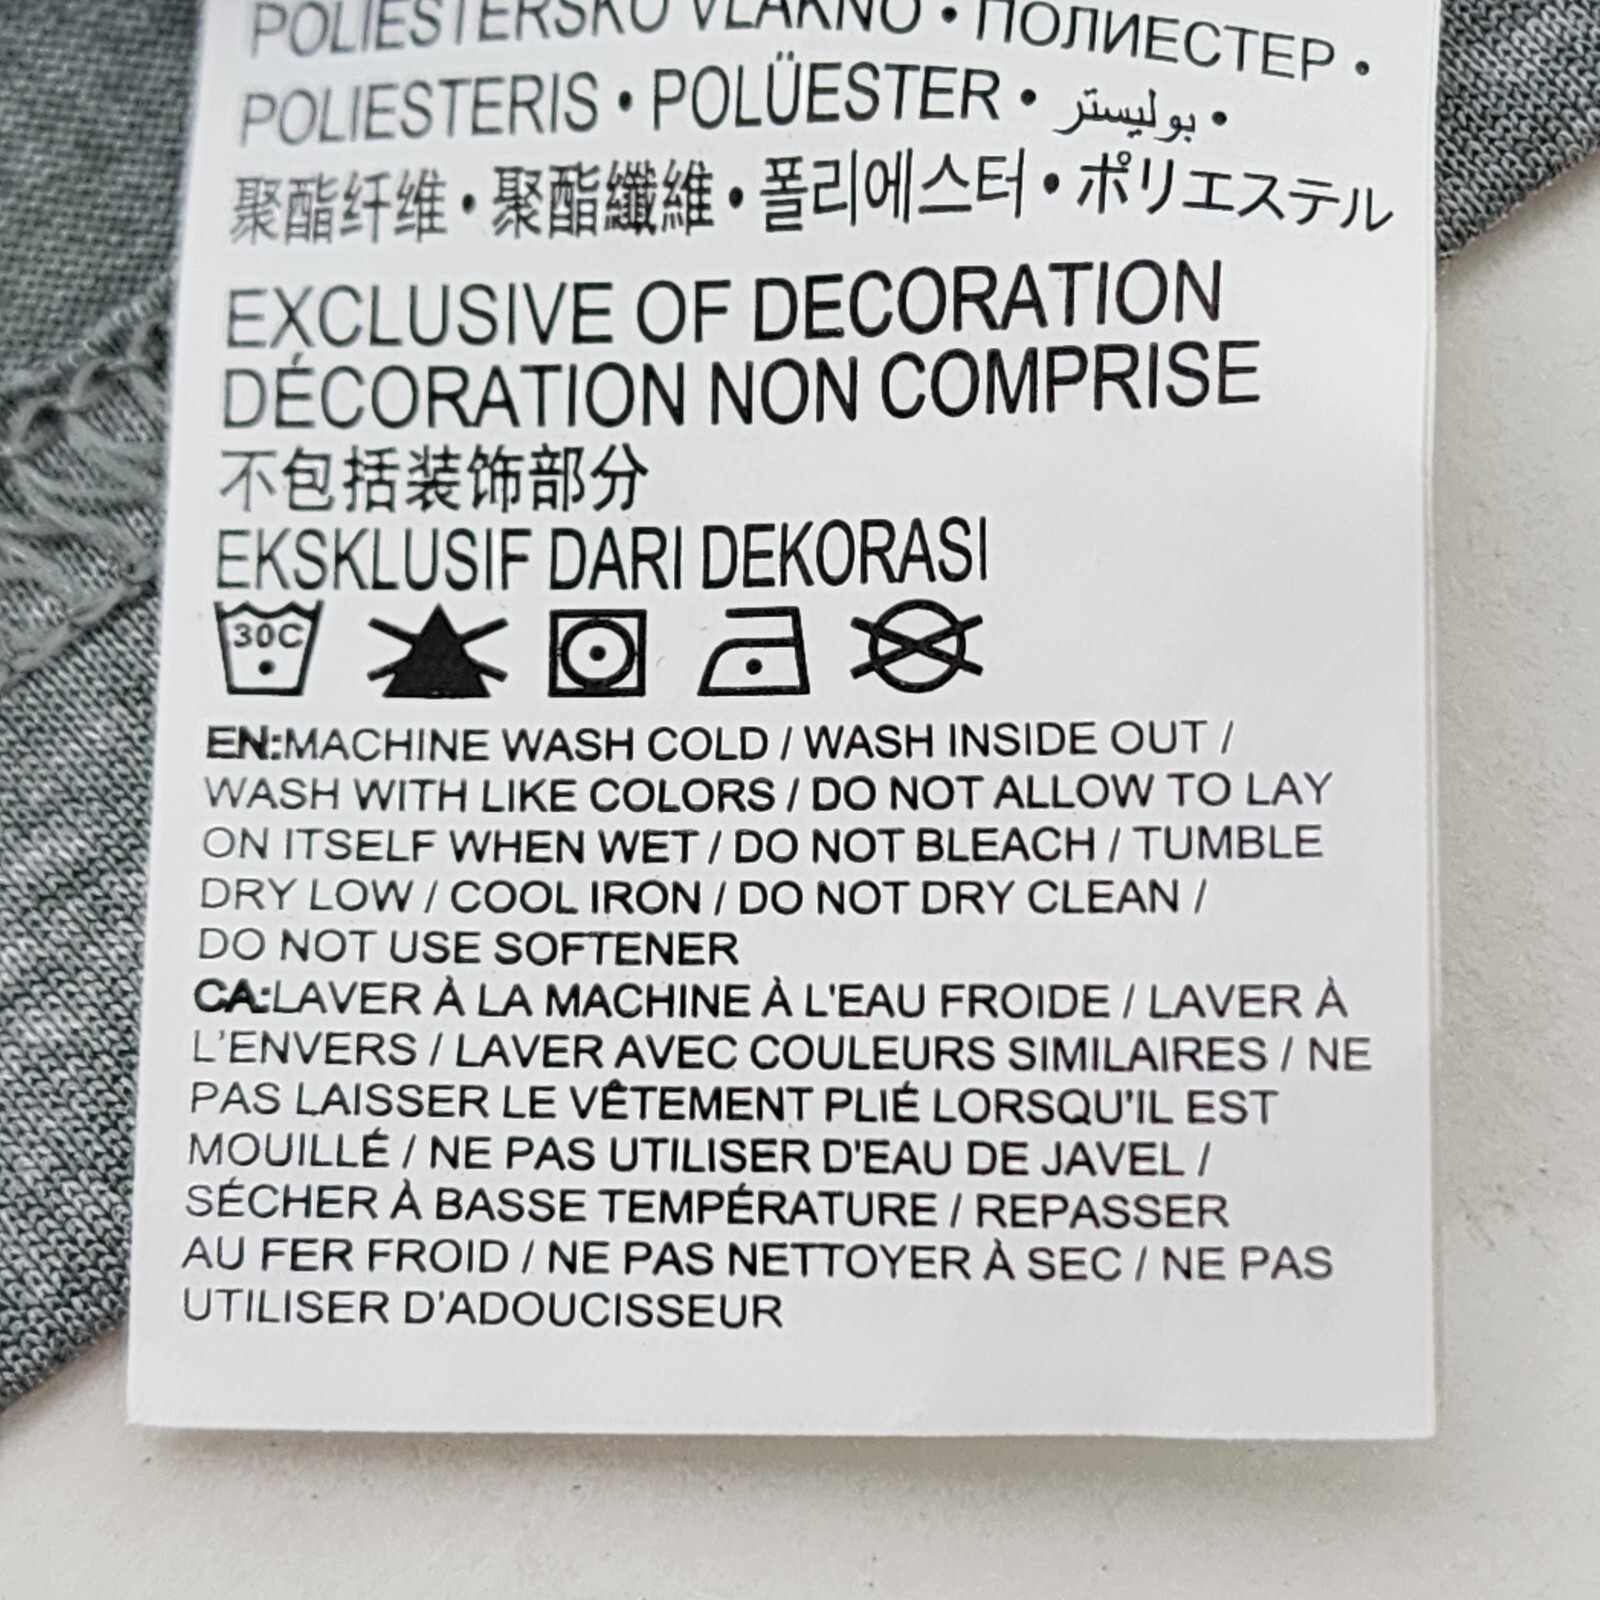 POLIESTERSKO VLAKNO • ПОЛИЕСТЕР •
POLIESTERIS • POLÜESTER • بوليستر •
聚酯纤维 • 聚酯纖維 • 폴리에스터 • ポリエステル
EXCLUSIVE OF DECORATION
DÉCORATION NON COMPRISE
不包括装饰部分
EKSKLUSIF DARI DEKORASI
30C
EN:MACHINE WASH COLD / WASH INSIDE OUT /
WASH WITH LIKE COLORS / DO NOT ALLOW TO LAY
ON ITSELF WHEN WET / DO NOT BLEACH / TUMBLE
DRY LOW / COOL IRON / DO NOT DRY CLEAN /
DO NOT USE SOFTENER
CA:LAVER À LA MACHINE À L'EAU FROIDE / LAVER À
L'ENVERS / LAVER AVEC COULEURS SIMILAIRES / NE
PAS LAISSER LE VÊTEMENT PLIÉ LORSQU'IL EST
MOUILLÉ / NE PAS UTILISER D'EAU DE JAVEL /
SÉCHER À BASSE TEMPÉRATURE / REPASSER
AU FER FROID / NE PAS NETTOYER À SEC / NE PAS
UTILISER D'ADOUCISSEUR